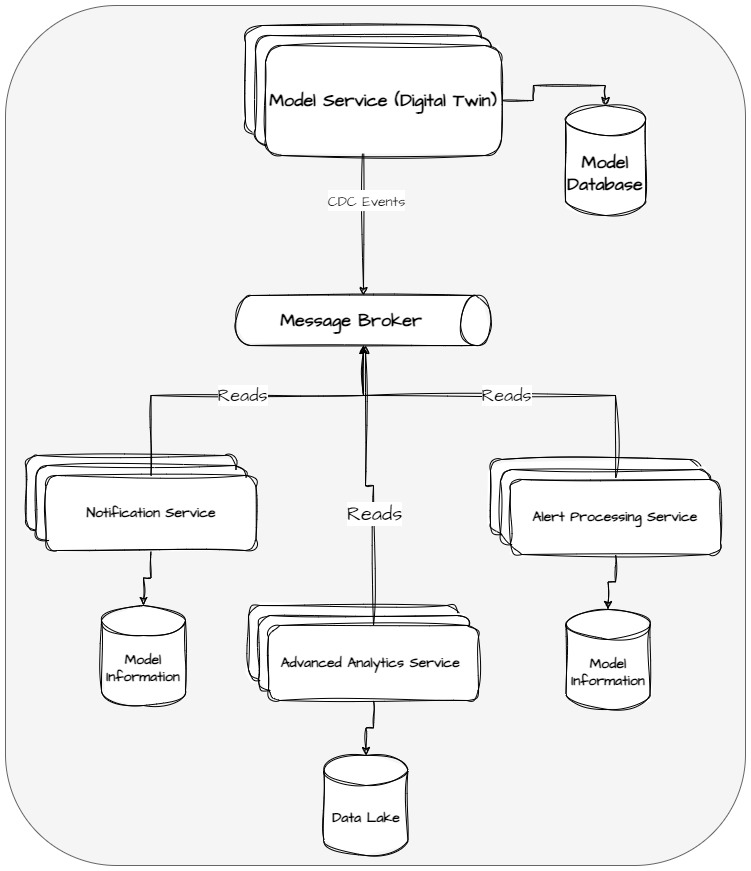 Model Service (Digital Twin)
Model
Database
CDC Events
Message Broker
Reads
Reads
Notification Service
Reads
Alert Processing Service
Model
Information
Advanced Analytics Service
Model
Information
Data Lake